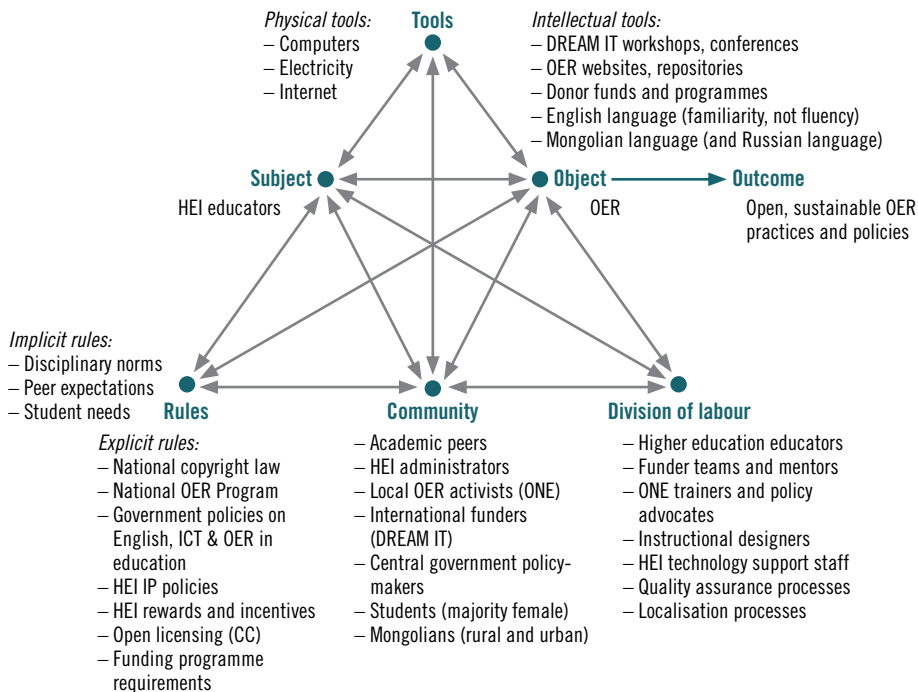 Physical tools:
– Computers
– Electricity
– Internet
Tools
Intellectual tools:
– DREAM IT workshops, conferences
– OER websites, repositories
– Donor funds and programmes
– English language (familiarity, not fluency)
– Mongolian language (and Russian language)
Subject
HEI educators
Object
OER
Outcome
Open, sustainable OER
practices and policies
Implicit rules:
– Disciplinary norms
– Peer expectations
– Student needs
Rules
Explicit rules:
– National copyright law
– National OER Program
– Government policies on
English, ICT & OER in
education
– HEI IP policies
– HEI rewards and incentives
– Open licensing (CC)
– Funding programme
requirements
Community
– Academic peers
– HEI administrators
– Local OER activists (ONE)
– International funders
(DREAM IT)
– Central government policy-
makers
– Students (majority female)
– Mongolians (rural and urban)
Division of labour
– Higher education educators
– Funder teams and mentors
– ONE trainers and policy
advocates
– Instructional designers
– HEI technology support staff
– Quality assurance processes
– Localisation processes